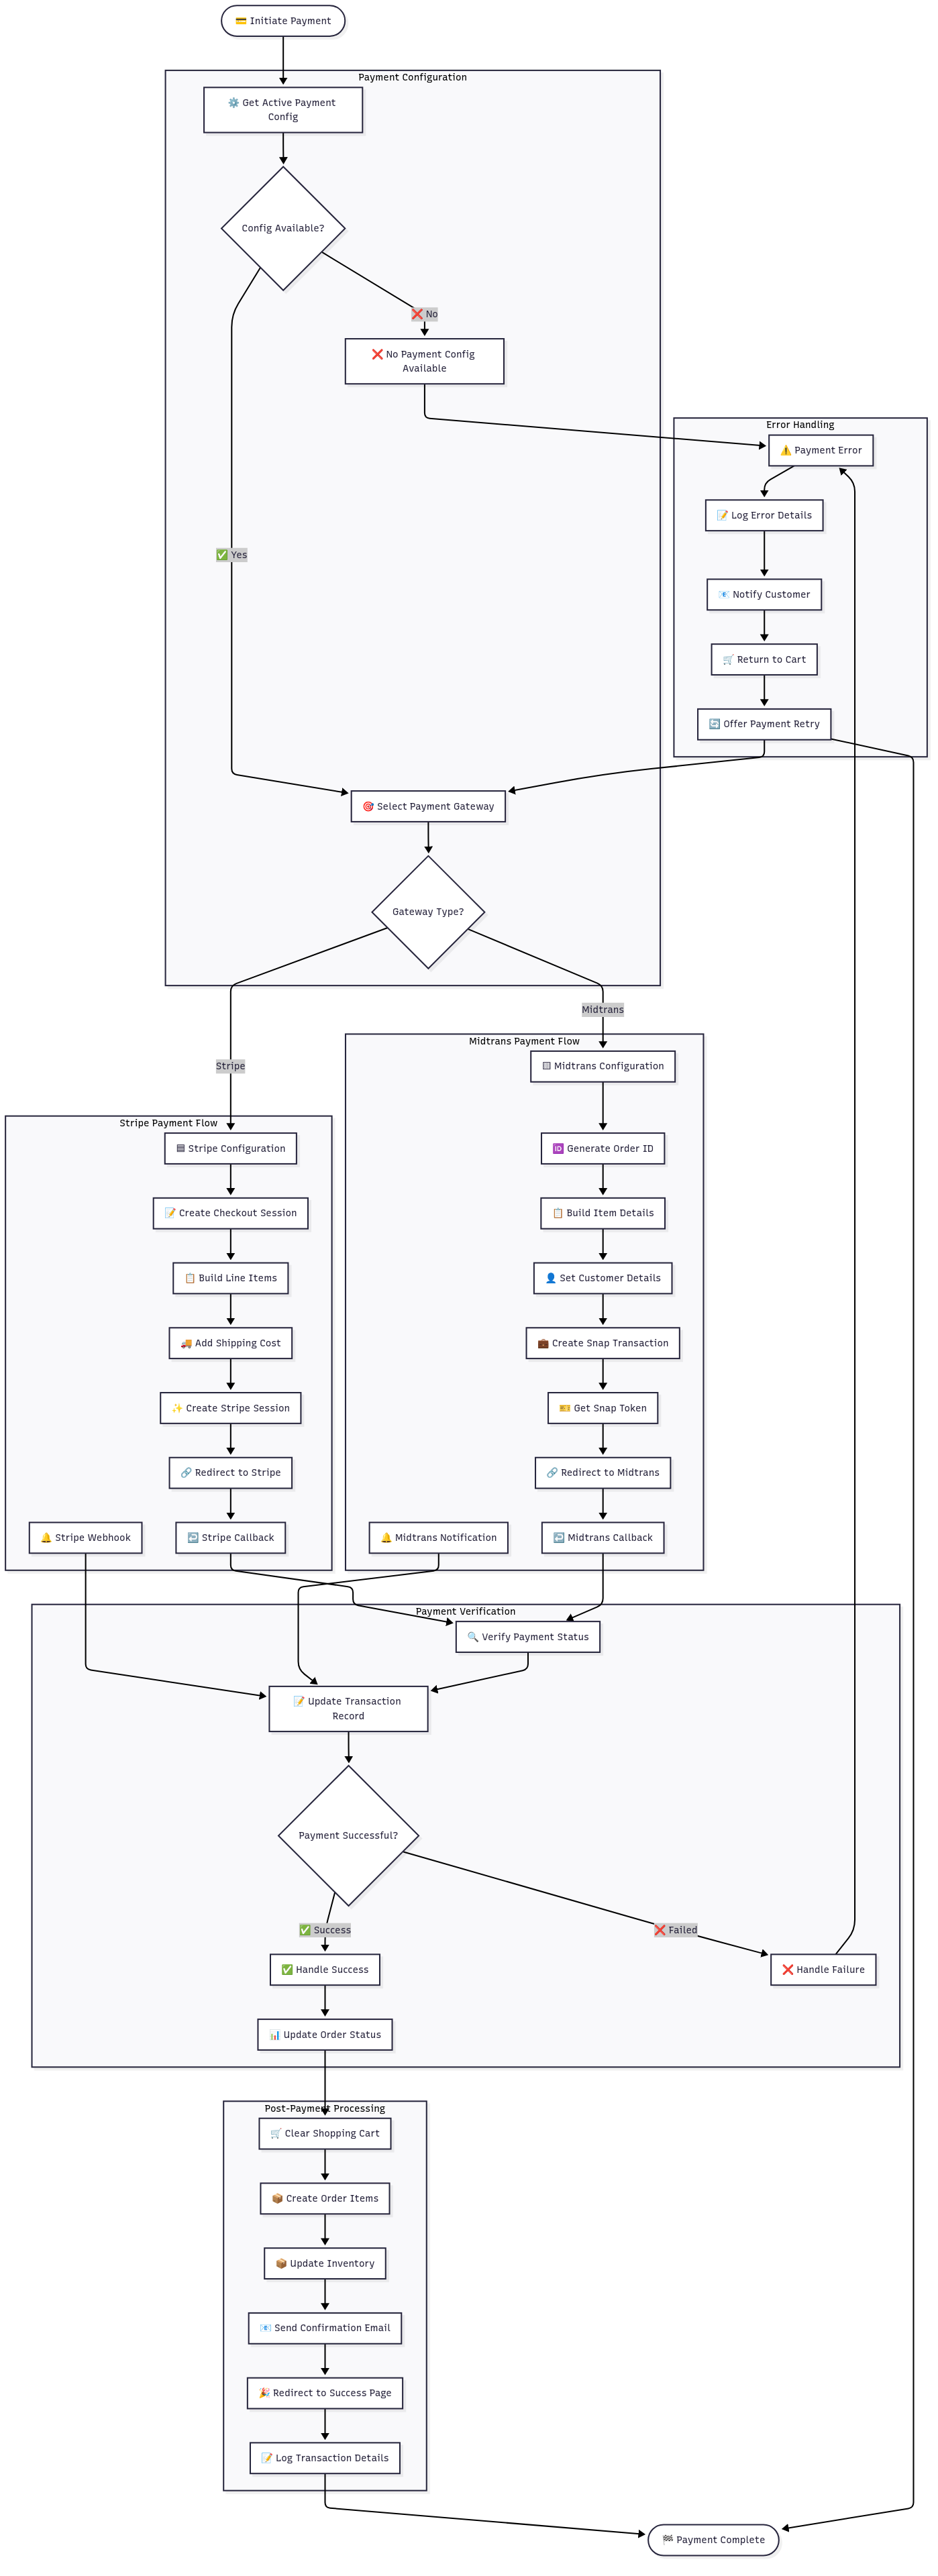 💳 Initiate Payment
Payment Configuration
⚙️ Get Active Payment
Config
Config Available?
❌ No
❌ No Payment Config
Available
Error Handling
⚠️ Payment Error
📝 Log Error Details
✅ Yes
📧 Notify Customer
🛒 Return to Cart
🔄 Offer Payment Retry
🎯 Select Payment Gateway
Gateway Type?
Midtrans
Stripe
Midtrans Payment Flow
🟨 Midtrans Configuration
Stripe Payment Flow
🟦 Stripe Configuration
🆔 Generate Order ID
📝 Create Checkout Session
📋 Build Item Details
📋 Build Line Items
👤 Set Customer Details
🚚 Add Shipping Cost
💼 Create Snap Transaction
✨ Create Stripe Session
🎫 Get Snap Token
🔗 Redirect to Stripe
🔗 Redirect to Midtrans
🔔 Stripe Webhook
↩️ Stripe Callback
🔔 Midtrans Notification
↩️ Midtrans Callback
Payment Verification
🔍 Verify Payment Status
📝 Update Transaction
Record
Payment Successful?
✅ Success
❌ Failed
✅ Handle Success
❌ Handle Failure
📊 Update Order Status
Post-Payment Processing
🛒 Clear Shopping Cart
📦 Create Order Items
📦 Update Inventory
📧 Send Confirmation Email
🎉 Redirect to Success Page
📝 Log Transaction Details
🏁 Payment Complete